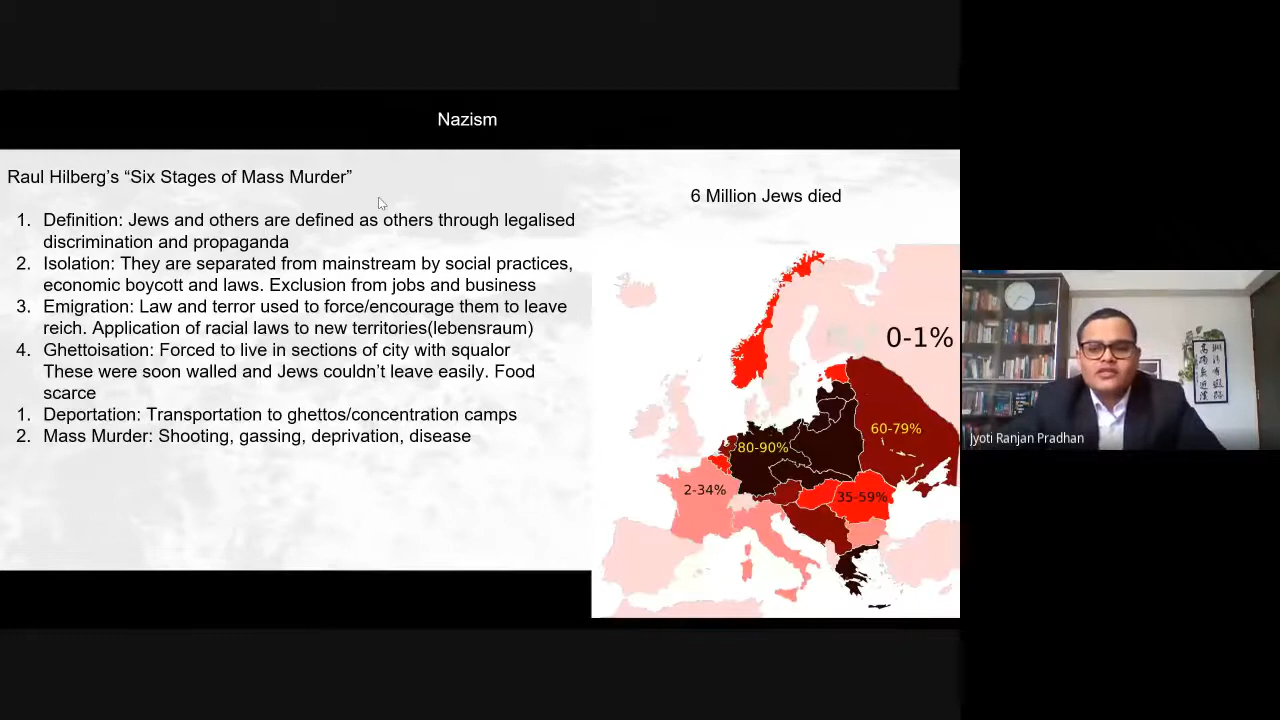 Nazism
Raul Hilberg’s “Six Stages of Mass Murder”
1. Definition: Jews and others are defined as others through legalised
discrimination and propaganda
2. Isolation: They are separated from mainstream by social practices,
economic boycott and laws. Exclusion from jobs and business
3. Emigration: Law and terror used to force/encourage them to leave
reich. Application of racial laws to new territories(lebensraum)
4. Ghettoisation: Forced to live in sections of city with squalor
These were soon walled and Jews couldn’t leave easily. Food
scarce
1. Deportation: Transportation to ghettos/concentration camps
2. Mass Murder: Shooting, gassing, deprivation, disease
6 Million Jews died
0-1%
60-79%
80-90%
2-34%
35-59%
Jyoti Ranjan Pradhan